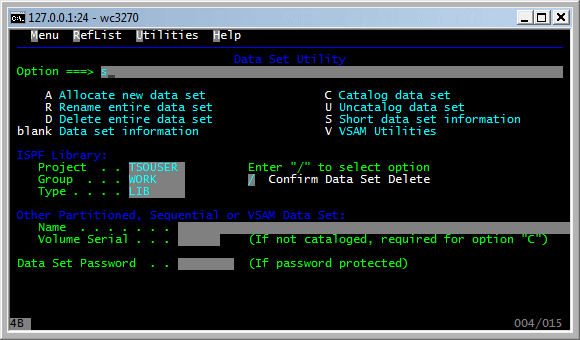 127.0.0.1:24 - wc3270
Menu RefList Utilities Help
Data Set Utility
Option ===> s
A Allocate new data set C Catalog data set
R Rename entire data set U Uncatalog data set
D Delete entire data set S Short data set information
blank Data set information V VSAM Utilities
ISPF Library:
Project . . TSOUSER Enter "/" to select option
Group . . . WORK / Confirm Data Set Delete
Type . . . . LIB
Other Partitioned, Sequential or VSAM Data Set:
Name . . . . . . .
Volume Serial . . . (If not cataloged, required for option "C")
Data Set Password . . (If password protected)
4B 004/015